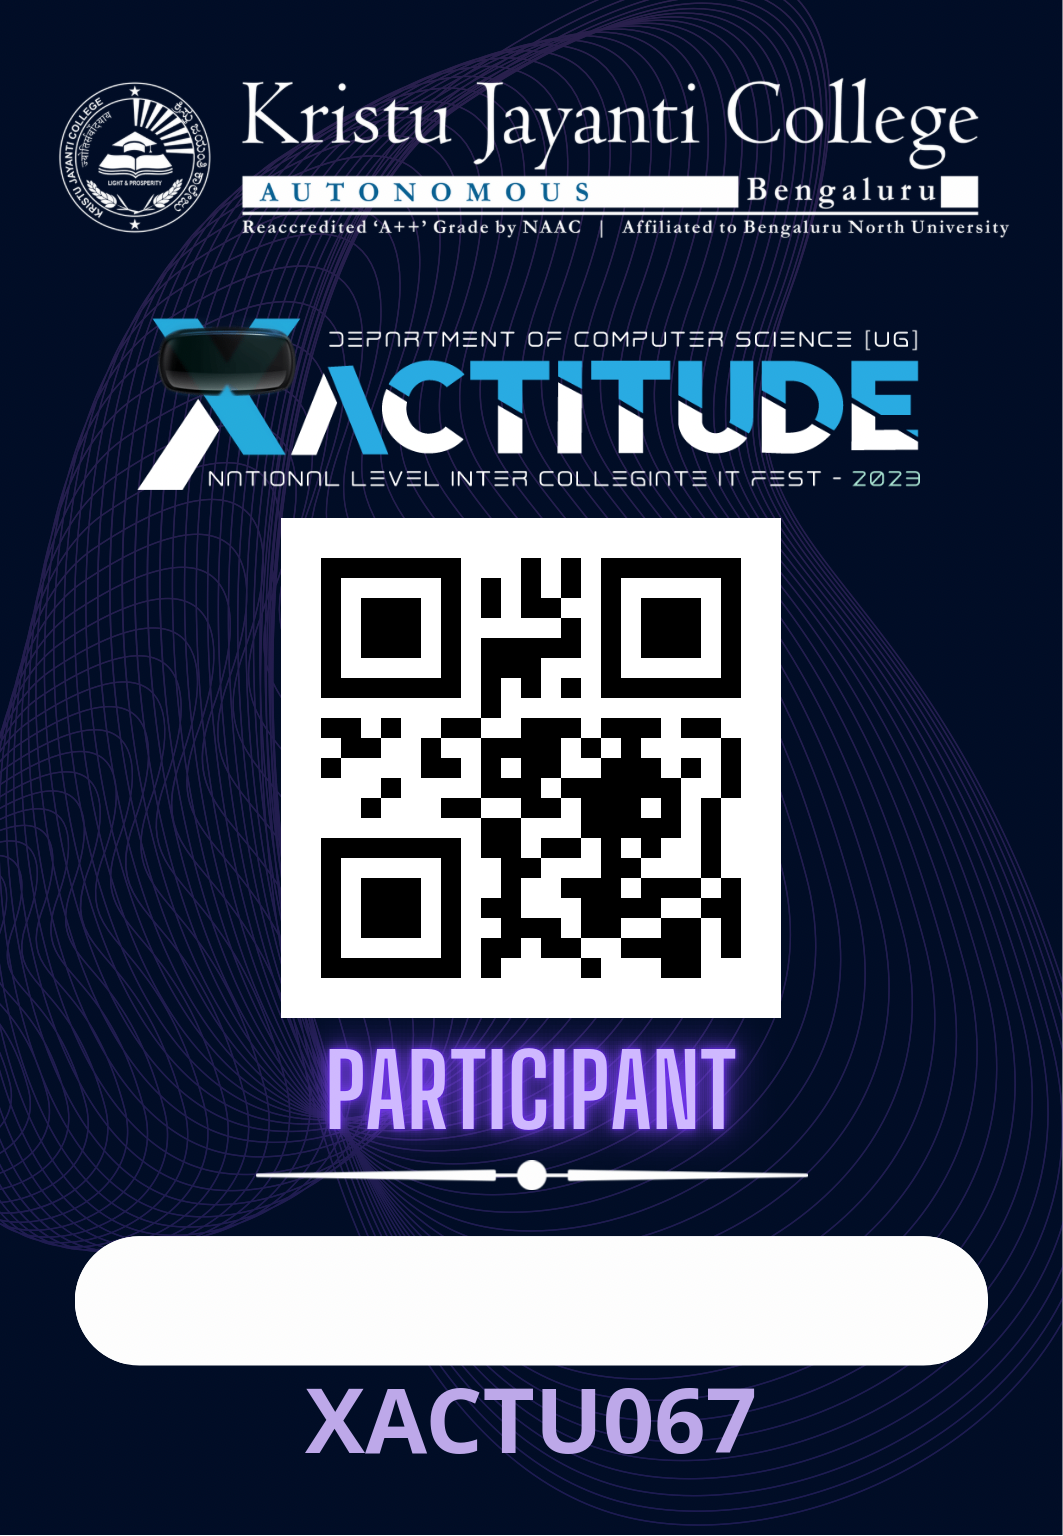 KRISTU JAYANTI COLLEGE
LIGHT & PROSPERITY
Kristu Jayanti College
AUTONOMOUS Bengaluru
Reaccredited ‘A++’ Grade by NAAC | Affiliated to Bengaluru North University
DEPARTMENT OF COMPUTER SCIENCE [UG]
XACTITUDE
NATIONAL LEVEL INTER COLLEGIATE IT FEST - 2023
PARTICIPANT
XACTU067